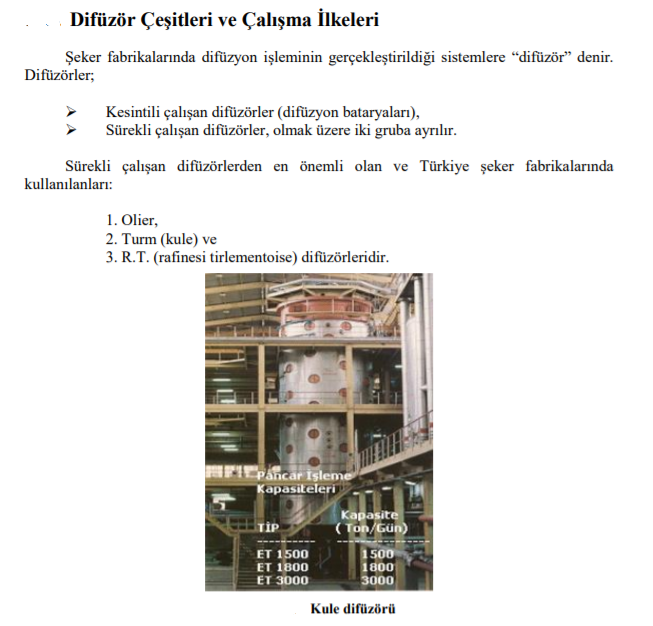 Difüzör Çeşitleri ve Çalışma İlkeleri
Şeker fabrikalarında difüzyon işleminin gerçekleştirildiği sistemlere “difüzör” denir.
Difüzörler;
➢ Kesintili çalışan difüzörler (difüzyon bataryaları),
➢ Sürekli çalışan difüzörler, olmak üzere iki gruba ayrılır.
Sürekli çalışan difüzörlerden en önemli olan ve Türkiye şeker fabrikalarında
kullanılanları:
1. Olier,
2. Turm (kule) ve
3. R.T. (rafinesi tirlementoise) difüzörleridir.
Pancar İşleme
Kapasiteleri
Kapasite
TİP (Ton/Gün)
ET 1500 1500
ET 1800 1800
ET 3000 3000
Kule difüzörü